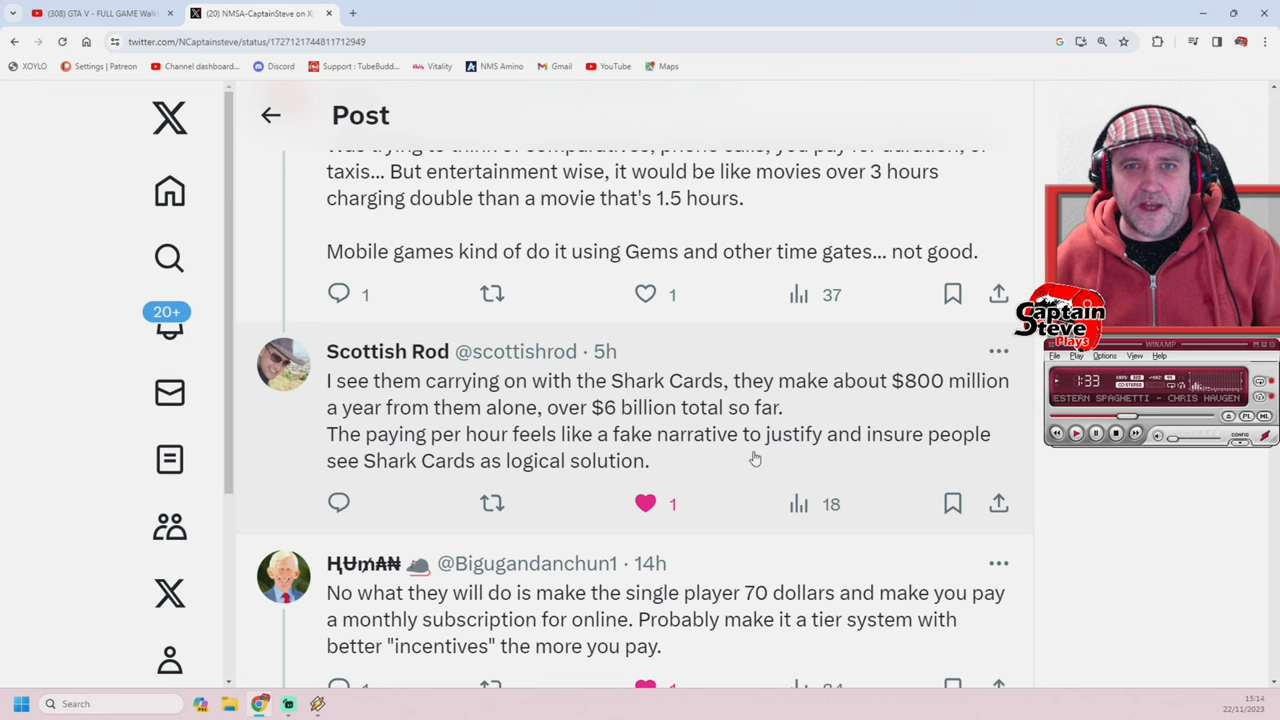 (308) GTA V - FULL GAME Walk
(20) NMSA-CaptainSteve on X:
twitter.com/NCaptainsteve/status/1727121744811712949
XOYLO
Settings | Patreon
Channel dashboard...
Discord
Support : TubeBudd...
Vitality
NMS Amino
Gmail
YouTube
Maps
Post
taxis... But entertainment wise, it would be like movies over 3 hours
charging double than a movie that's 1.5 hours.
Mobile games kind of do it using Gems and other time gates... not good.
1
1
37
20+
Scottish Rod @scottishrod · 5h
I see them carrying on with the Shark Cards, they make about $800 million
a year from them alone, over $6 billion total so far.
The paying per hour feels like a fake narrative to justify and insure people
see Shark Cards as logical solution.
1
18
ⱧɄ₥₳₦ @Bigugandanchun1 · 14h
No what they will do is make the single player 70 dollars and make you pay
a monthly subscription for online. Probably make it a tier system with
better "incentives" the more you pay.
Captain
Steve
Plays
WINAMP
File Play Options View Help
1:33
ESTERN SPAGHETTI - CHRIS HAUGEN
Search
15:14
22/11/2023